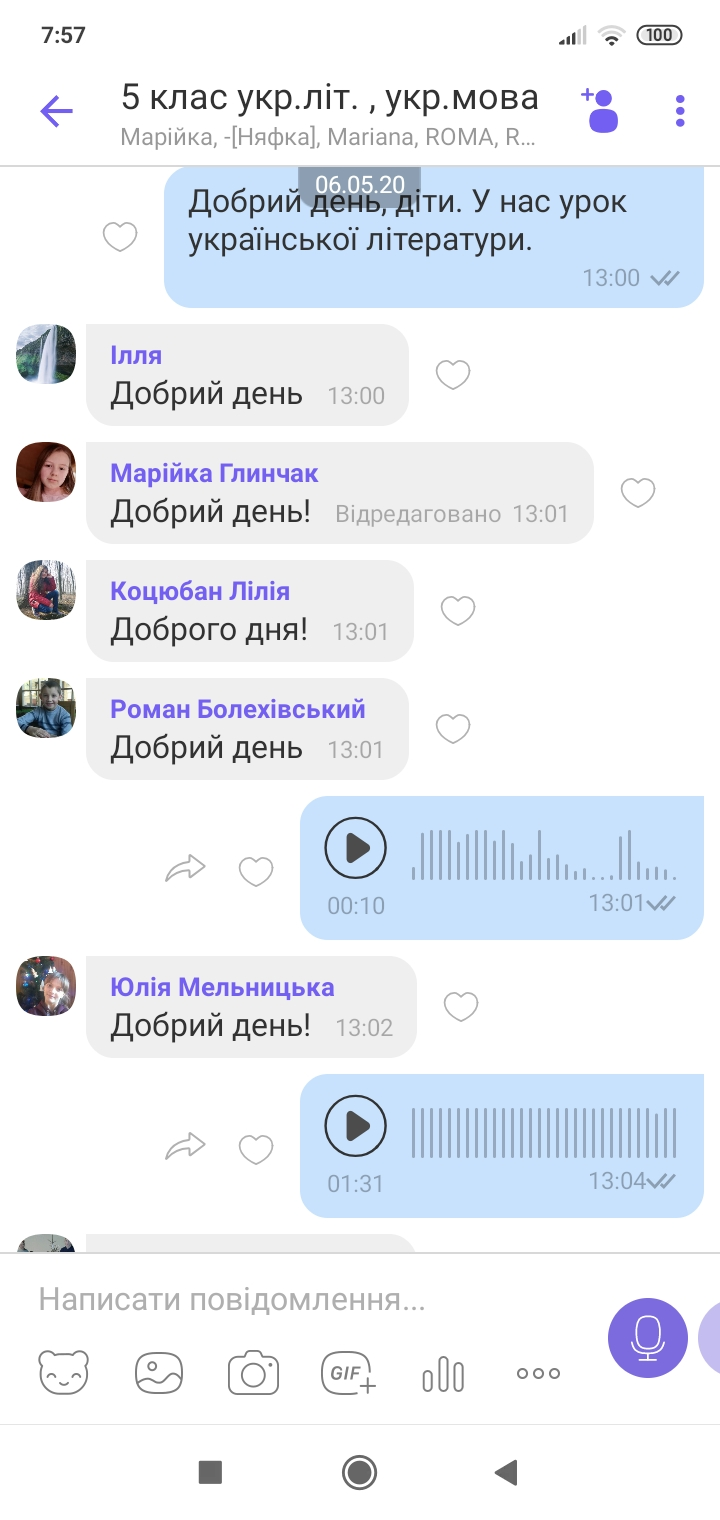 7:57
100
5 клас укр.літ. , укр.мова
Марійка, -[Няфка], Mariana, ROMA, R...
06.05.20
Добрий день, діти. У нас урок
української літератури.
13:00
Ілля
Добрий день 13:00
Марійка Глинчак
Добрий день! Відредаговано 13:01
Коцюбан Лілія
Доброго дня! 13:01
Роман Болехівський
Добрий день 13:01
00:10 13:01
Юлія Мельницька
Добрий день! 13:02
01:31 13:04
Написати повідомлення...
GIF